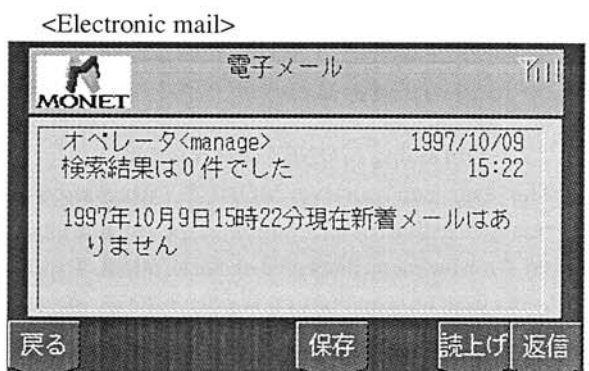 <Electronic mail>
MONET
電子メール
オペレータ<manage> 1997/10/09
検索結果は0件でした 15:22
1997年10月9日15時22分現在新着メールはあ
りません
戻る 保存 読上げ 返信